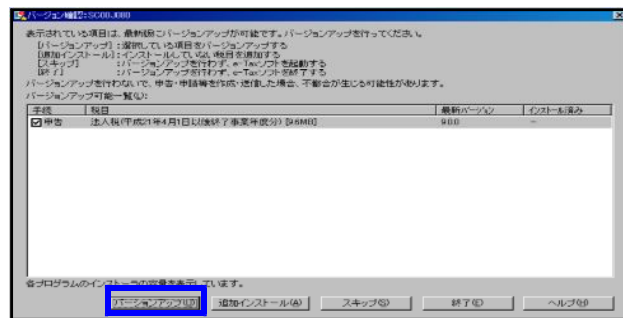 バージョン確認:SC00J080
表示されている項目は、最新版にバージョンアップが可能です。バージョンアップを行ってください。
[バージョンアップ]:選択している項目をバージョンアップする
[追加インストール]:インストールしていない税目を追加する
[スキップ] :バージョンアップを行わず、e-Taxソフトを起動する
[終了] :バージョンアップを行わず、e-Taxソフトを終了する
バージョンアップを行わないで、申告・申請等を作成・送信した場合、不都合が生じる可能性があります。
バージョンアップ可能一覧(L):
手続 税目 最新バージョン インストール済み
申告 法人税(平成21年4月1日以後終了事業年度分) [9.6MB] 9.0.0 -
各プログラムのインストーラの容量を表示しています。
バージョンアップ(U) 追加インストール(A) スキップ(S) 終了(E) ヘルプ(H)